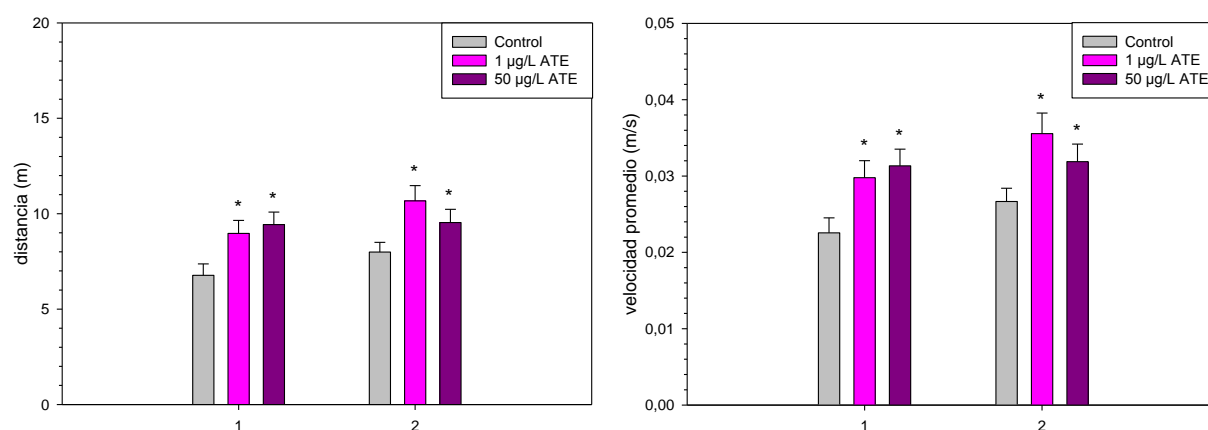 distancia (m)
20
15
10
5
0
Control
1 µg/L ATE
50 µg/L ATE
* * * *
1 2
velocidad promedio (m/s)
0,05
0,04
0,03
0,02
0,01
0,00
Control
1 µg/L ATE
50 µg/L ATE
* * * *
1 2